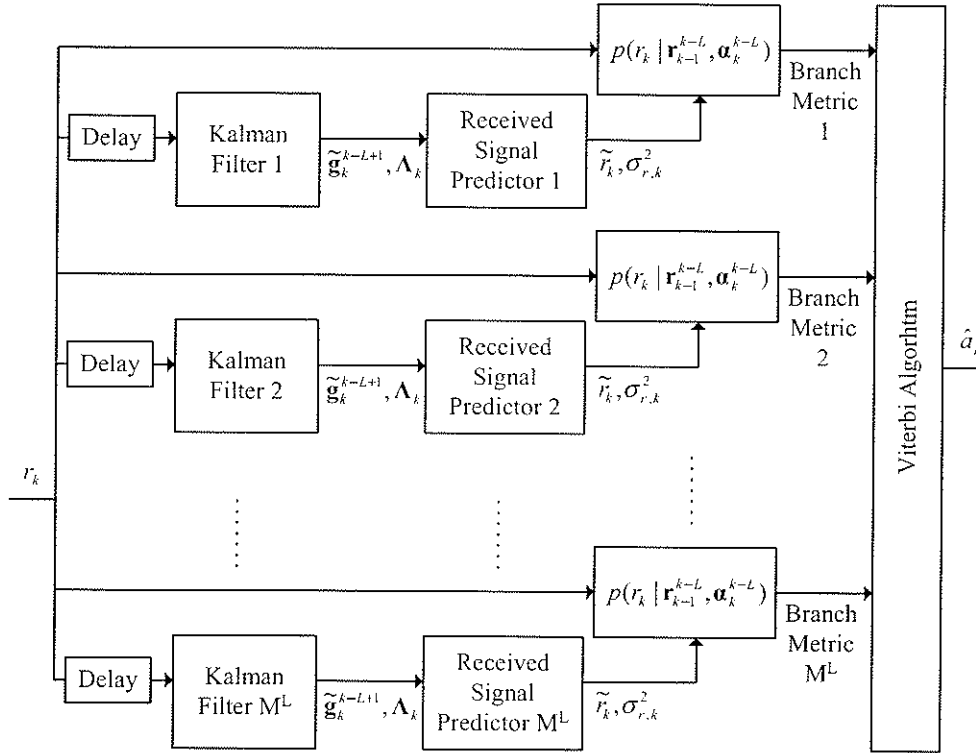 p(r_k | r_{k-1}^{k-L}, α_k^{k-L})
Branch
Metric
1
Delay
Kalman
Filter 1
g̃_k^{k-L+1}, Λ_k
Received
Signal
Predictor 1
r̃_k, σ_{r,k}^2
p(r_k | r_{k-1}^{k-L}, α_k^{k-L})
Branch
Metric
2
Delay
Kalman
Filter 2
g̃_k^{k-L+1}, Λ_k
Received
Signal
Predictor 2
r̃_k, σ_{r,k}^2
r_k
p(r_k | r_{k-1}^{k-L}, α_k^{k-L})
Branch
Metric
M^L
Delay
Kalman
Filter M^L
g̃_k^{k-L+1}, Λ_k
Received
Signal
Predictor M^L
r̃_k, σ_{r,k}^2
Viterbi Algorhtm